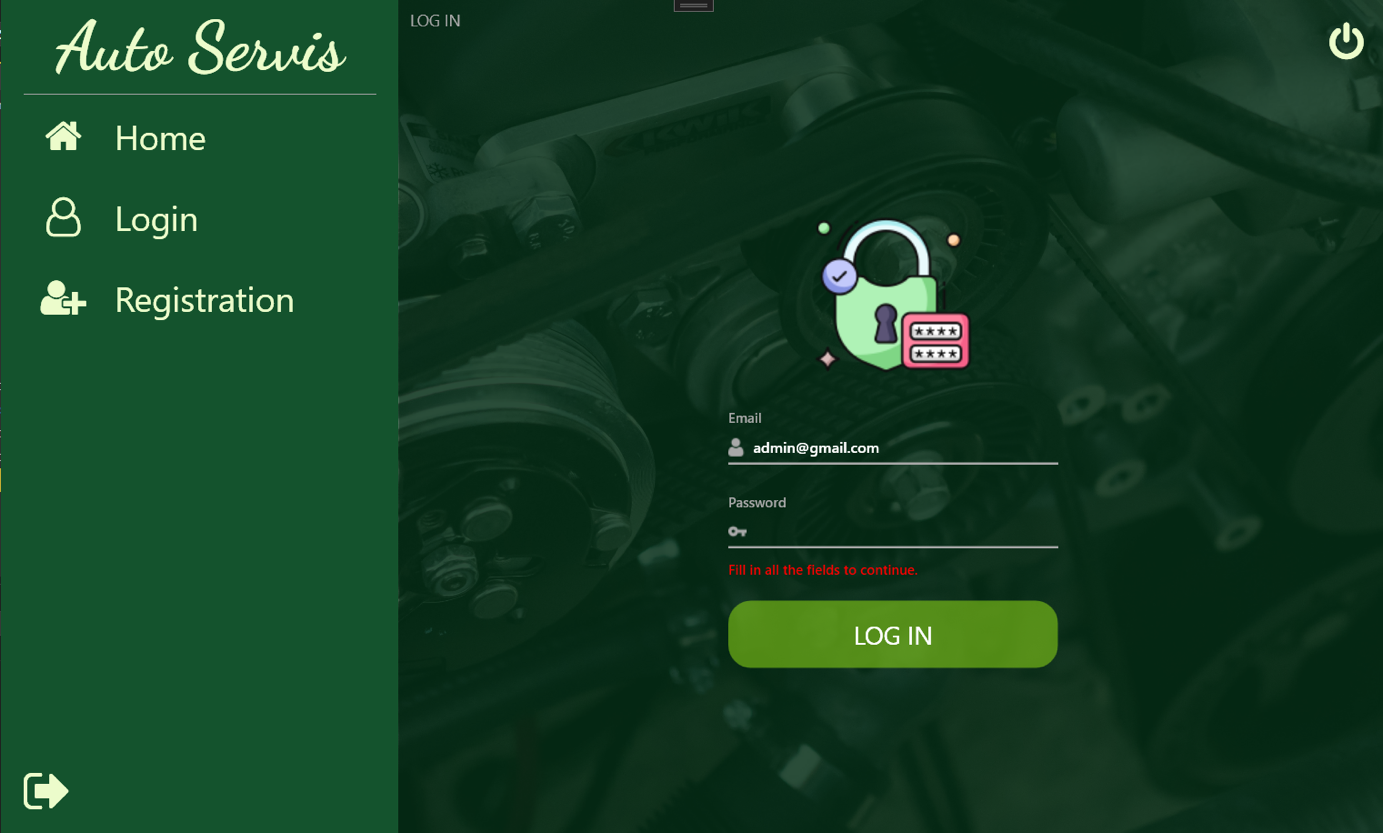 Auto Servis
Home
Login
Registration
LOG IN
Email
admin@gmail.com
Password
Fill in all the fields to continue.
LOG IN